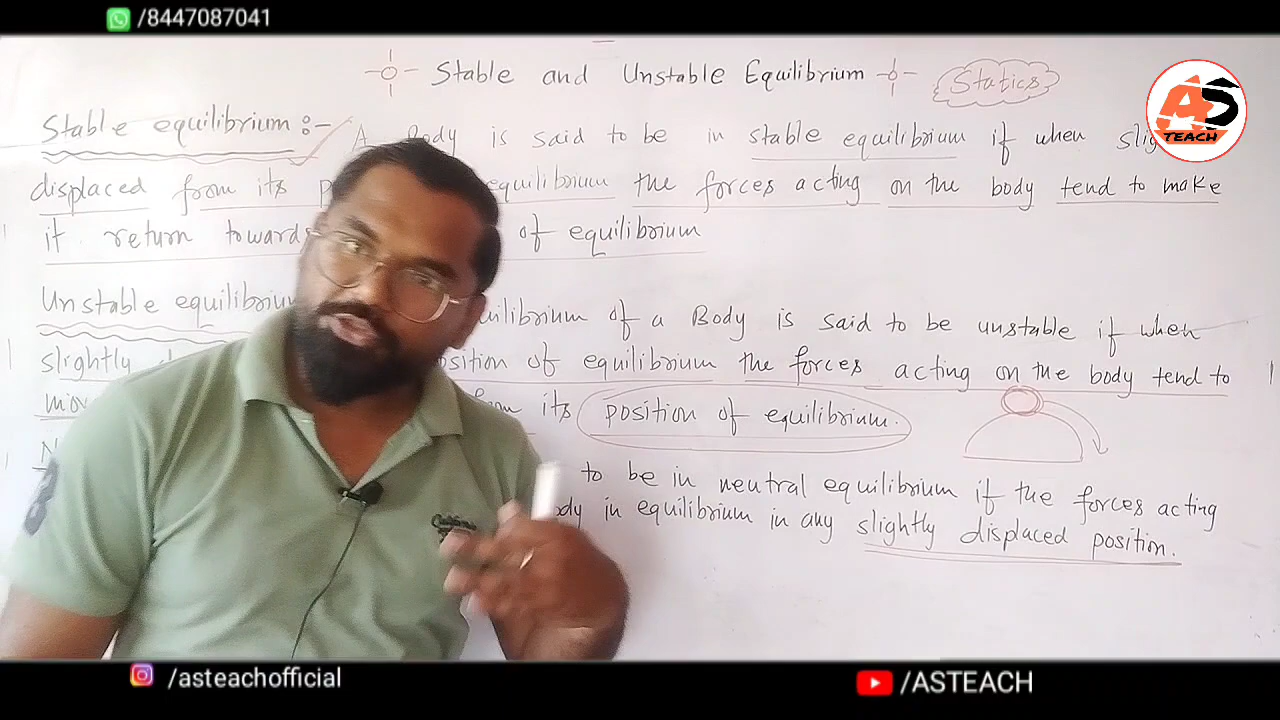 /8447087041
Stable and Unstable Equilibrium
Statics
AS
TEACH
Stable equilibrium :- A Body is said to be in stable equilibrium if when
displaced from its equilibrium the forces acting on the body tend to make
it return towards of equilibrium
Unstable of a Body is said to be unstable if when
slightly of equilibrium the forces acting on the body tend to
its position of equilibrium.
to be in neutral equilibrium if the forces acting
in equilibrium in any slightly displaced position.
/asteachofficial
/ASTEACH